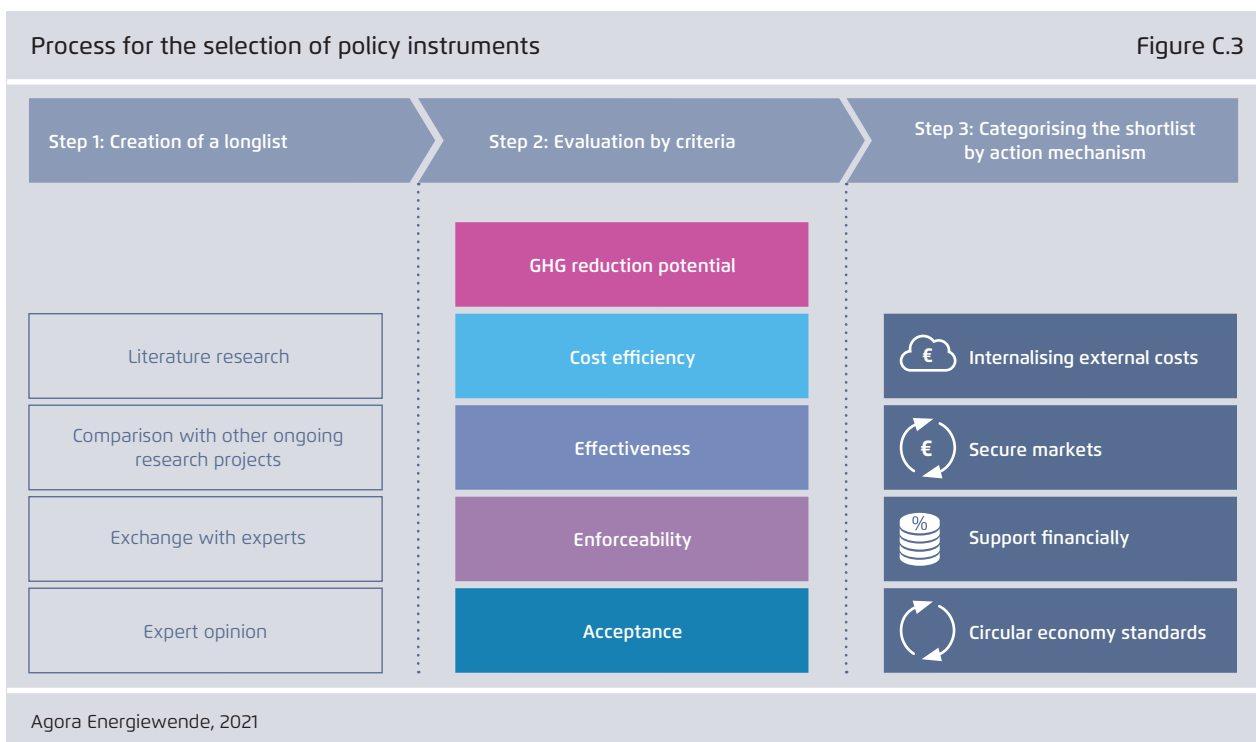 Process for the selection of policy instruments
Figure C.3
Step 1: Creation of a longlist
Step 2: Evaluation by criteria
Step 3: Categorising the shortlist
by action mechanism
Literature research
Comparison with other ongoing
research projects
Exchange with experts
Expert opinion
GHG reduction potential
Cost efficiency
Effectiveness
Enforceability
Acceptance
€ Internalising external costs
€ Secure markets
% Support financially
Circular economy standards
Agora Energiewende, 2021